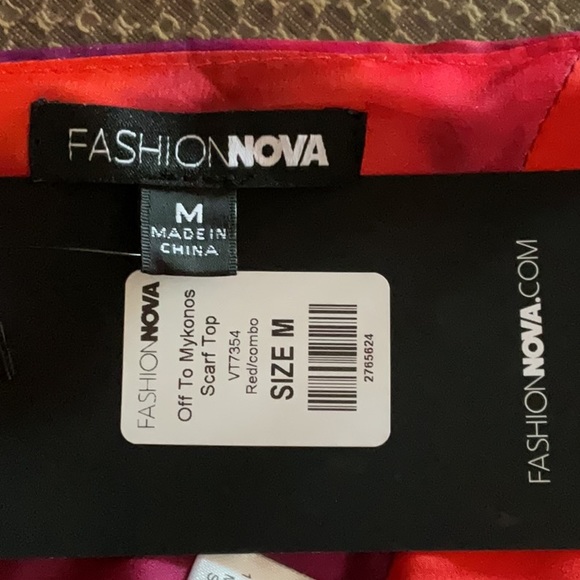 FASHIONNOVA
M
MADE IN
CHINA
FASHIONNOVA
Off To Mykonos
Scarf Top
VT7354
Red/combo
SIZE M
2765624
FASHIONNOVA.COM